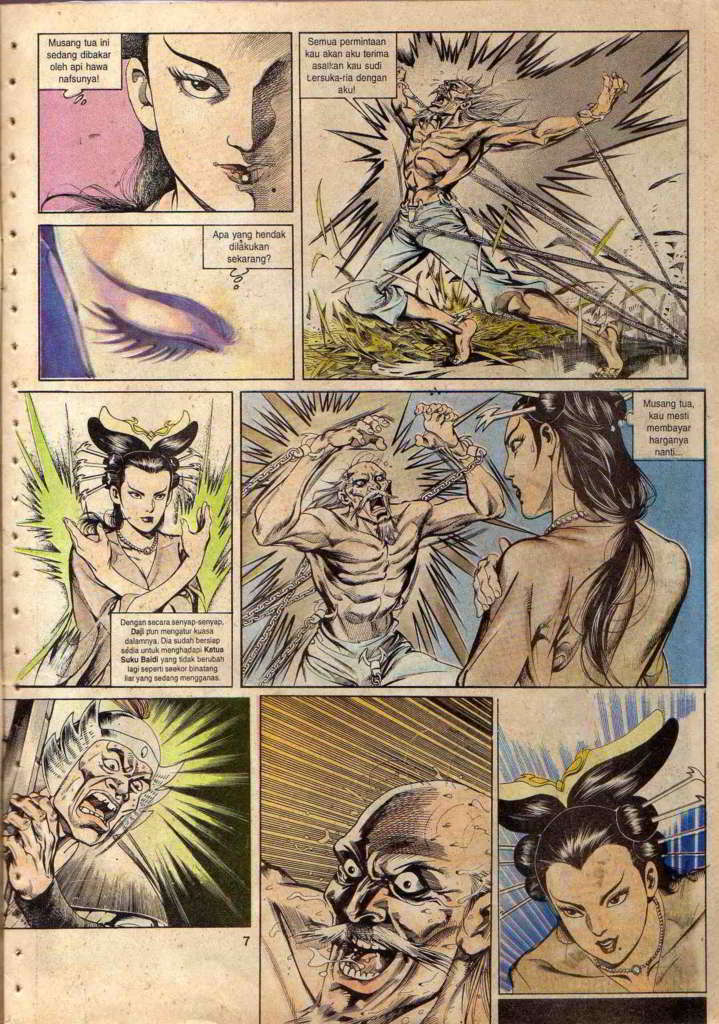 Musang tua ini
sedang dibakar
oleh api hawa
nafsunya!
Semua permintaan
kau akan aku terima
asalkan kau sudi
bersuka-ria dengan
aku!
Apa yang hendak
dilakukan
sekarang?
Dengan secara senyap-senyap,
Daji pun mengatur kuasa
dalamnya. Dia sudah bersiap
sedia untuk menghadapi Ketua
Suku Baidi yang tidak berubah
lagi seperti seekor binatang
liar yang sedang mengganas.
Musang tua,
kau mesti
membayar
harganya
nanti...
7